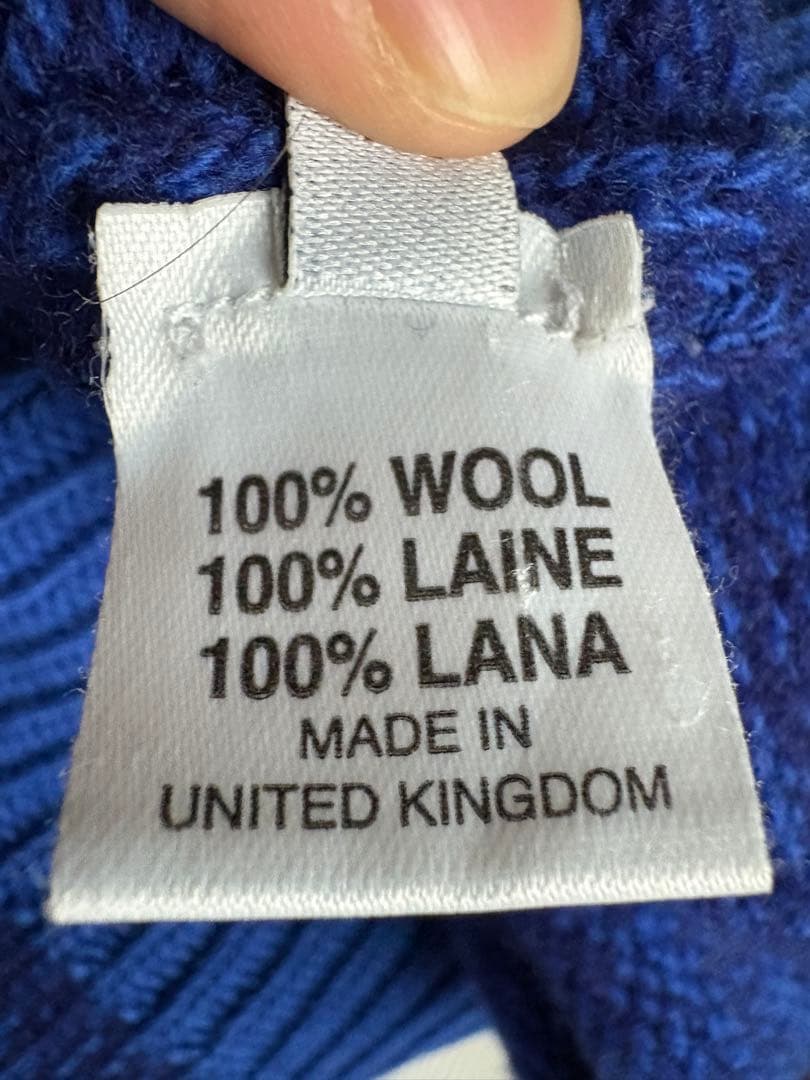 100% WOOL
100% LAINE
100% LANA
MADE IN
UNITED KINGDOM